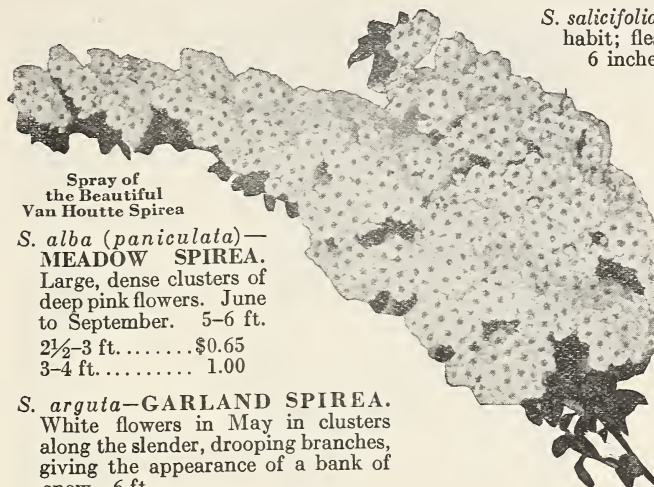 S. salicifolia
habit; 
6 inche
Spray of
the Beautiful
Van Houtte Spirea
S. alba (paniculata)—
MEADOW SPIREA.
Large, dense clusters of
deep pink flowers. June
to September. 5–6 ft.
2½–3 ft........$0.65
3–4 ft.......... 1.00
S. arguta—GARLAND SPIREA.
White flowers in May in clusters
along the slender, drooping branches,
giving the appearance of a bank of
snow. 6 ft.